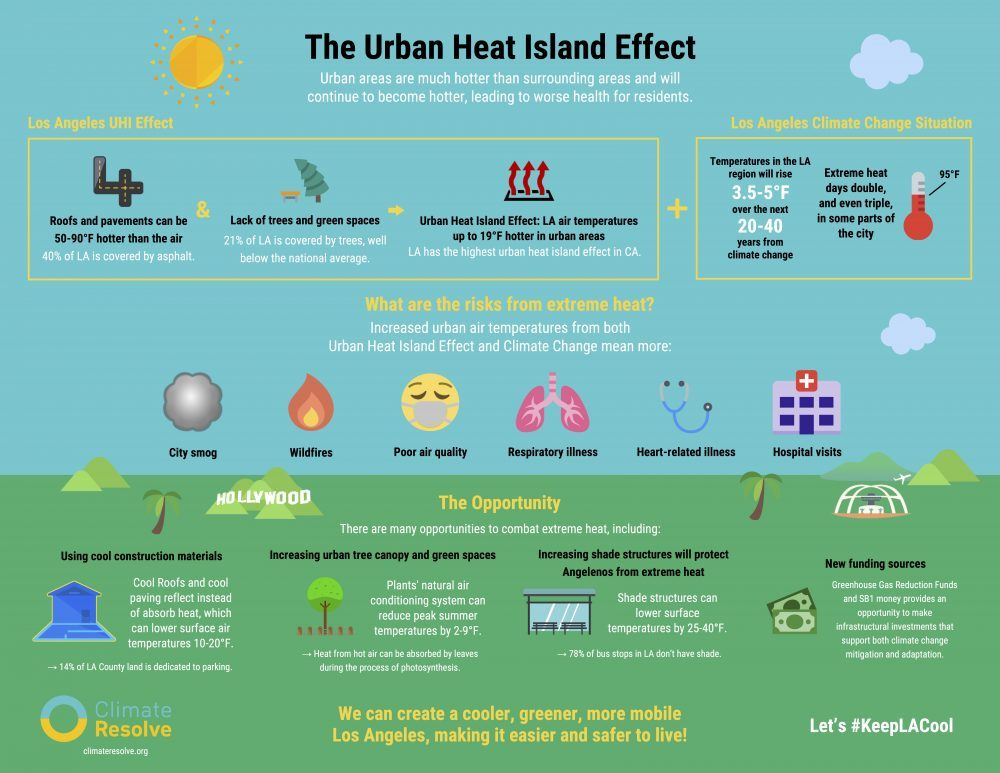 The Urban Heat Island Effect
Urban areas are much hotter than surrounding areas and will
continue to become hotter, leading to worse health for residents.
Los Angeles UHI Effect
Roofs and pavements can be
50-90°F hotter than the air
40% of LA is covered by asphalt.
&
Lack of trees and green spaces
21% of LA is covered by trees, well
below the national average.
Urban Heat Island Effect: LA air temperatures
up to 19°F hotter in urban areas
LA has the highest urban heat island effect in CA.
+
Los Angeles Climate Change Situation
Temperatures in the LA
region will rise
3.5-5°F
over the next
20-40
years from
climate change
Extreme heat
days double,
and even triple,
in some parts of
the city
95°F
What are the risks from extreme heat?
Increased urban air temperatures from both
Urban Heat Island Effect and Climate Change mean more:
City smog
Wildfires
Poor air quality
Respiratory illness
Heart-related illness
Hospital visits
HOLLYWOOD
The Opportunity
There are many opportunities to combat extreme heat, including:
Using cool construction materials
Cool Roofs and cool
paving reflect instead
of absorb heat, which
can lower surface air
temperatures 10-20°F.
→ 14% of LA County land is dedicated to parking.
Increasing urban tree canopy and green spaces
Plants' natural air
conditioning system can
reduce peak summer
temperatures by 2-9°F.
→ Heat from hot air can be absorbed by leaves
during the process of photosynthesis.
Increasing shade structures will protect
Angelenos from extreme heat
Shade structures can
lower surface
temperatures by 25-40°F.
→ 78% of bus stops in LA don't have shade.
New funding sources
Greenhouse Gas Reduction Funds
and SB1 money provides an
opportunity to make
infrastructural investments that
support both climate change
mitigation and adaptation.
Climate
Resolve
climateresolve.org
We can create a cooler, greener, more mobile
Los Angeles, making it easier and safer to live!
Let's #KeepLACool